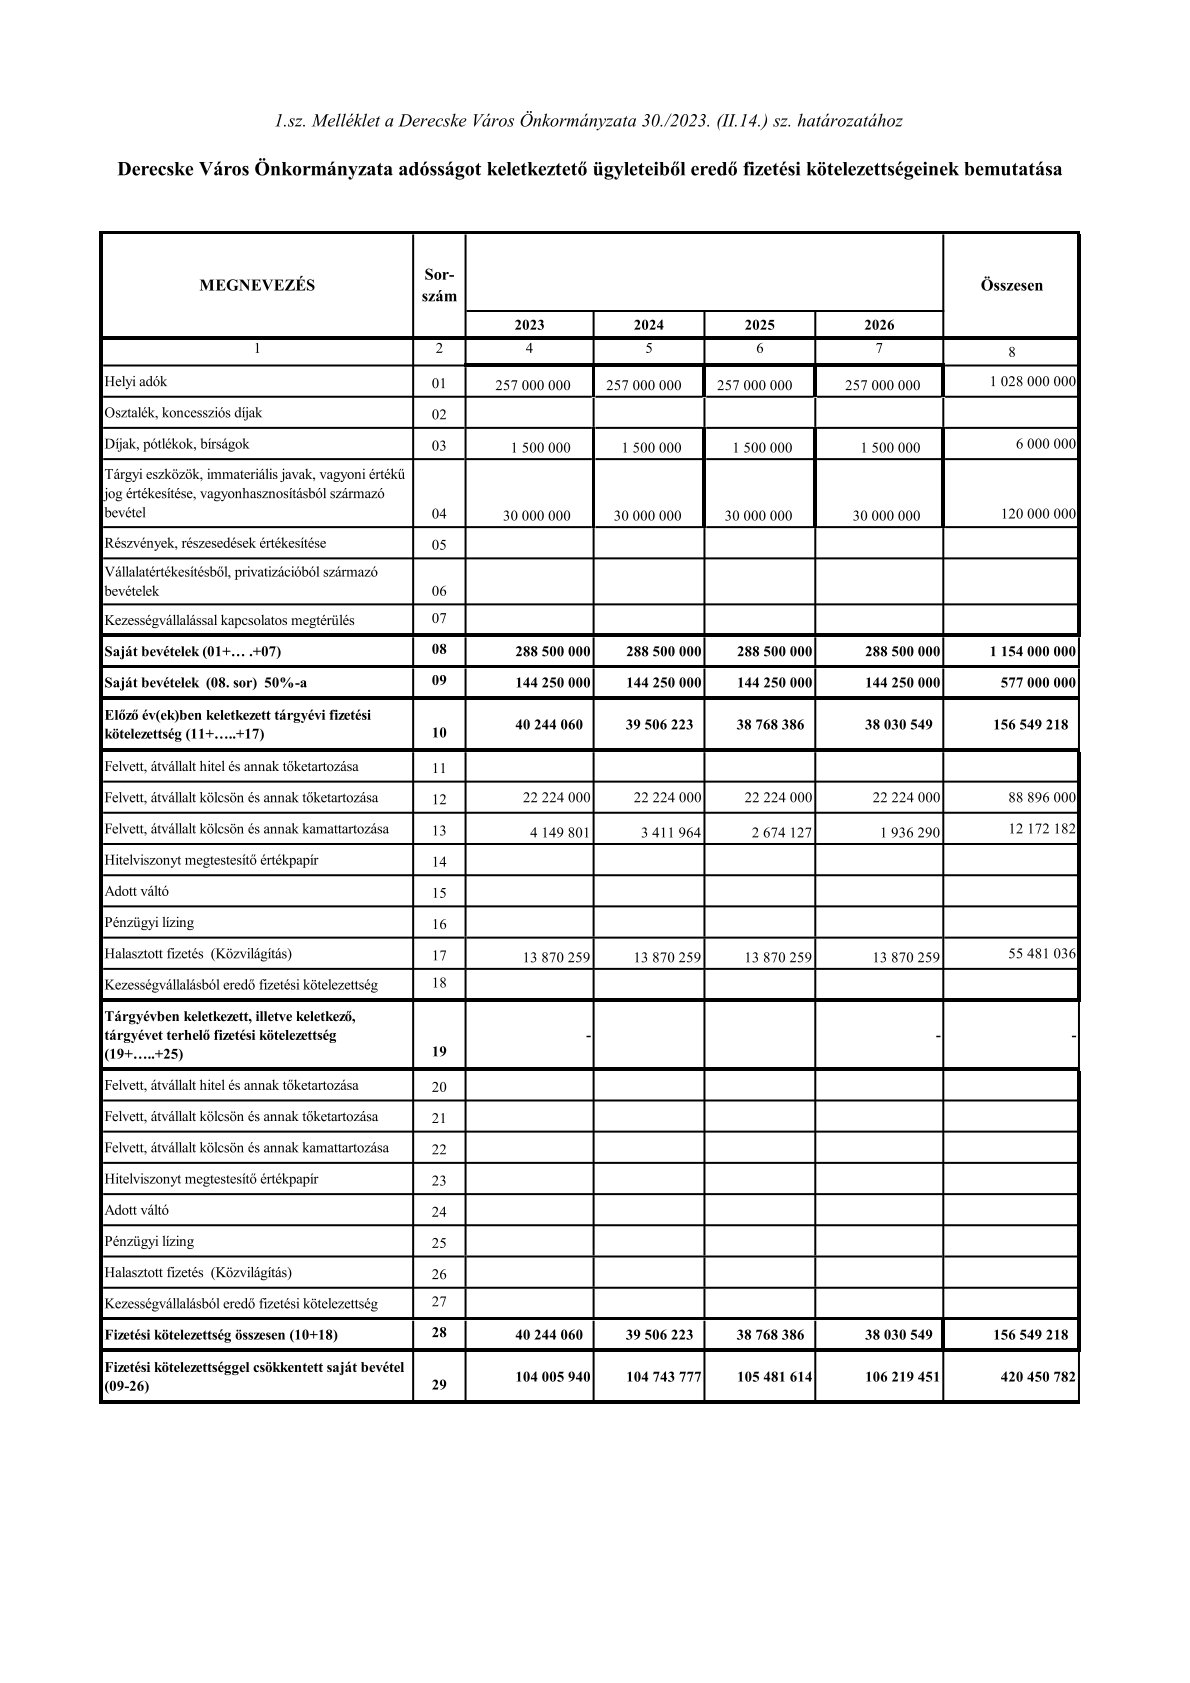 1.sz. Melléklet a Derecske Város Önkormányzata 30./2023. (II.14.) sz. határozatához
Derecske Város Önkormányzata adósságot keletkeztető ügyleteiből eredő fizetési kötelezettségeinek bemutatása
MEGNEVEZÉS Sor- Összesen
szám
2023 2024 2025 2026
1 2 4 5 6 7 8
Helyi adók 01 257 000 000 257 000 000 257 000 000 257 000 000 1 028 000 000
Osztalék, koncessziós díjak 02
Díjak, pótlékok, bírságok 03 1 500 000 1 500 000 1 500 000 1 500 000 6 000 000
Tárgyi eszközök, immateriális javak, vagyoni értékű
jog értékesítése, vagyonhasznosításból származó
bevétel 04 30 000 000 30 000 000 30 000 000 30 000 000 120 000 000
Részvények, részesedések értékesítése 05
Vállalatértékesítésből, privatizációból származó
bevételek 06
Kezességvállalással kapcsolatos megtérülés 07
Saját bevételek (01+… .+07) 08 288 500 000 288 500 000 288 500 000 288 500 000 1 154 000 000
Saját bevételek (08. sor) 50%-a 09 144 250 000 144 250 000 144 250 000 144 250 000 577 000 000
Előző év(ek)ben keletkezett tárgyévi fizetési
kötelezettség (11+…..+17) 10 40 244 060 39 506 223 38 768 386 38 030 549 156 549 218
Felvett, átvállalt hitel és annak tőketartozása 11
Felvett, átvállalt kölcsön és annak tőketartozása 12 22 224 000 22 224 000 22 224 000 22 224 000 88 896 000
Felvett, átvállalt kölcsön és annak kamattartozása 13 4 149 801 3 411 964 2 674 127 1 936 290 12 172 182
Hitelviszonyt megtestesítő értékpapír 14
Adott váltó 15
Pénzügyi lízing 16
Halasztott fizetés (Közvilágítás) 17 13 870 259 13 870 259 13 870 259 13 870 259 55 481 036
Kezességvállalásból eredő fizetési kötelezettség 18
Tárgyévben keletkezett, illetve keletkező,
tárgyévet terhelő fizetési kötelezettség - - -
(19+…..+25) 19
Felvett, átvállalt hitel és annak tőketartozása 20
Felvett, átvállalt kölcsön és annak tőketartozása 21
Felvett, átvállalt kölcsön és annak kamattartozása 22
Hitelviszonyt megtestesítő értékpapír 23
Adott váltó 24
Pénzügyi lízing 25
Halasztott fizetés (Közvilágítás) 26
Kezességvállalásból eredő fizetési kötelezettség 27
Fizetési kötelezettség összesen (10+18) 28 40 244 060 39 506 223 38 768 386 38 030 549 156 549 218
Fizetési kötelezettséggel csökkentett saját bevétel
(09-26) 29 104 005 940 104 743 777 105 481 614 106 219 451 420 450 782